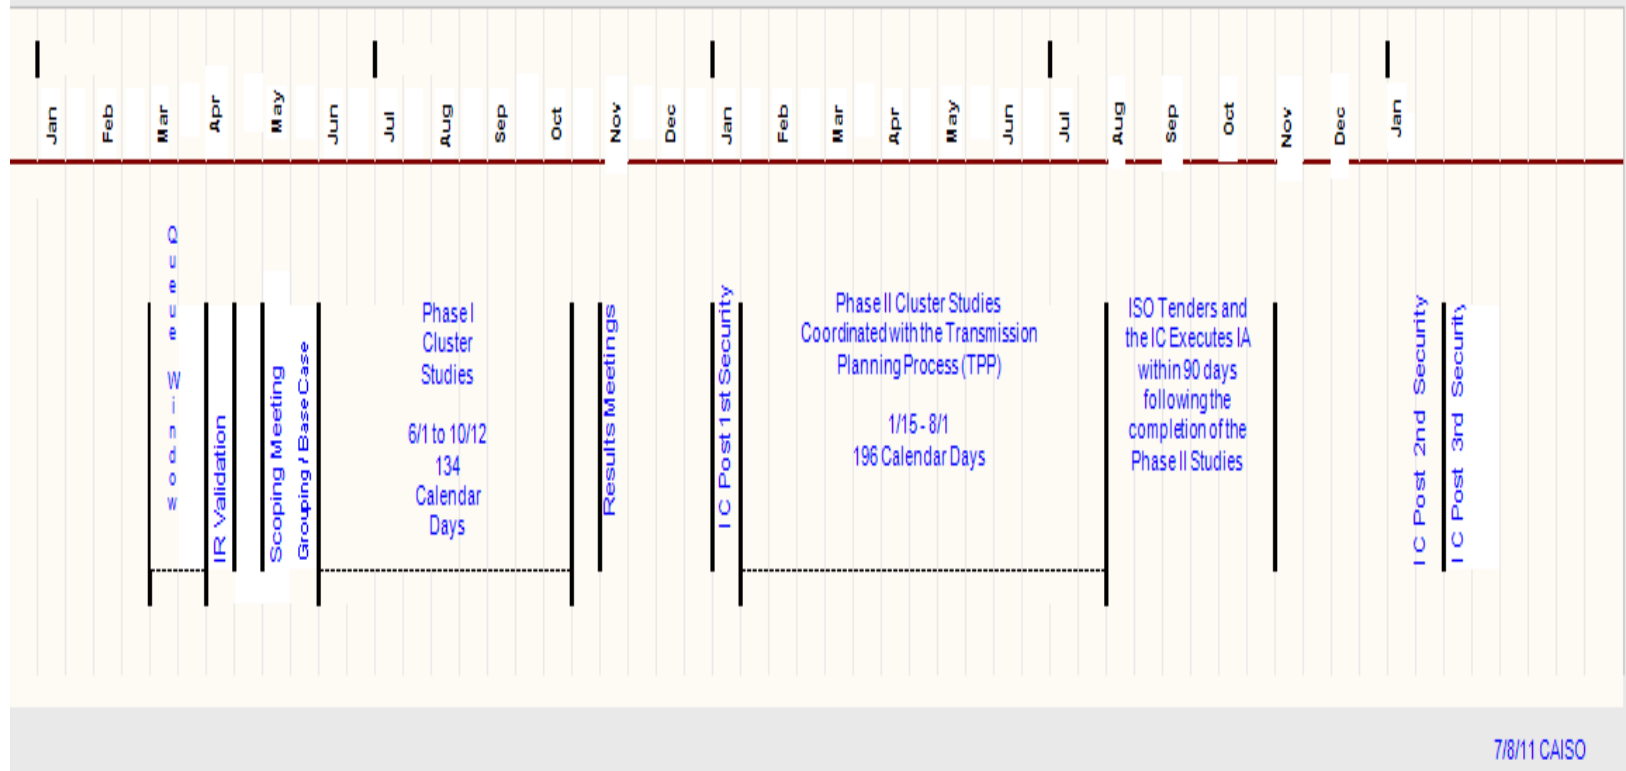 Jan
Feb
Mar
Apr
May
Jun
Jul
Aug
Sep
Oct
Nov
Dec
Jan
Feb
Mar
Apr
May
Jun
Jul
Aug
Sep
Oct
Nov
Dec
Jan
Queue Window
IR Validation
Scoping Meeting
Grouping / Base Case
Phase I
Cluster
Studies
6/1 to 10/12
134
Calendar
Days
Results Meetings
IC Post 1st Security
Phase II Cluster Studies
Coordinated with the Transmission
Planning Process (TPP)
1/15 - 8/1
196 Calendar Days
ISO Tenders and
the IC Executes IA
within 90 days
following the
completion of the
Phase II Studies
IC Post 2nd Security
IC Post 3rd Security
7/8/11 CAISO